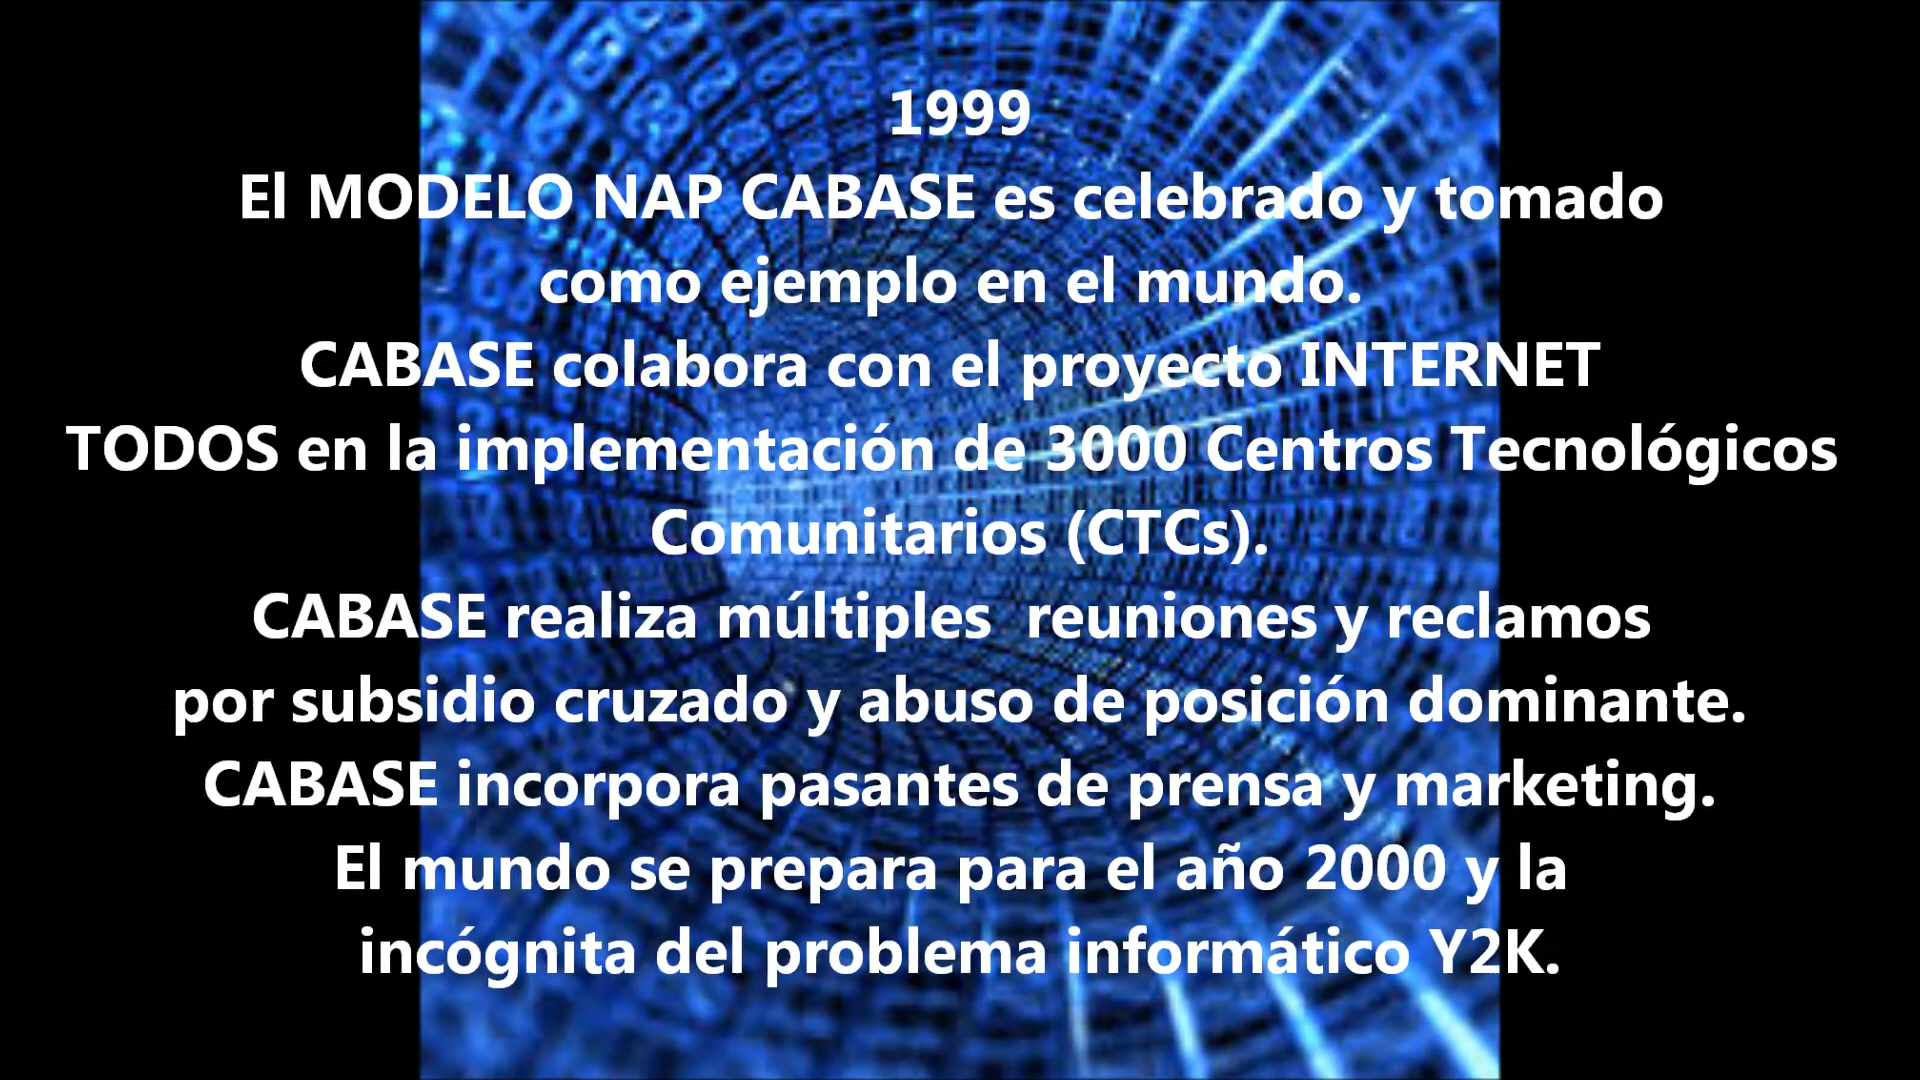 1999
El MODELO NAP CABASE es celebrado y tomado
como ejemplo en el mundo.
CABASE colabora con el proyecto INTERNET
TODOS en la implementación de 3000 Centros Tecnológicos
Comunitarios (CTCs).
CABASE realiza múltiples  reuniones y reclamos
por subsidio cruzado y abuso de posición dominante.
CABASE incorpora pasantes de prensa y marketing.
El mundo se prepara para el año 2000 y la
incógnita del problema informático Y2K.